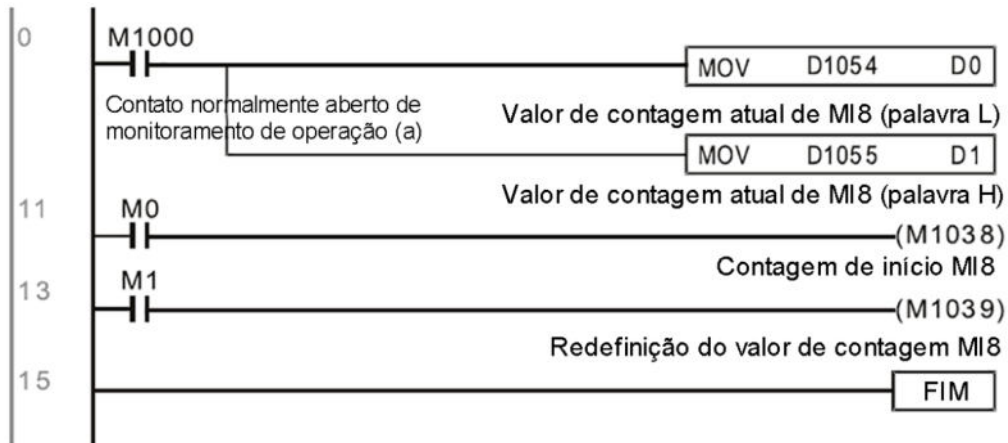 0
M1000
MOV D1054 D0
Contato normalmente aberto de
monitoramento de operação (a)
Valor de contagem atual de MI8 (palavra L)
MOV D1055 D1
Valor de contagem atual de MI8 (palavra H)
11
M0
(M1038)
Contagem de início MI8
13
M1
(M1039)
Redefinição do valor de contagem MI8
15
FIM